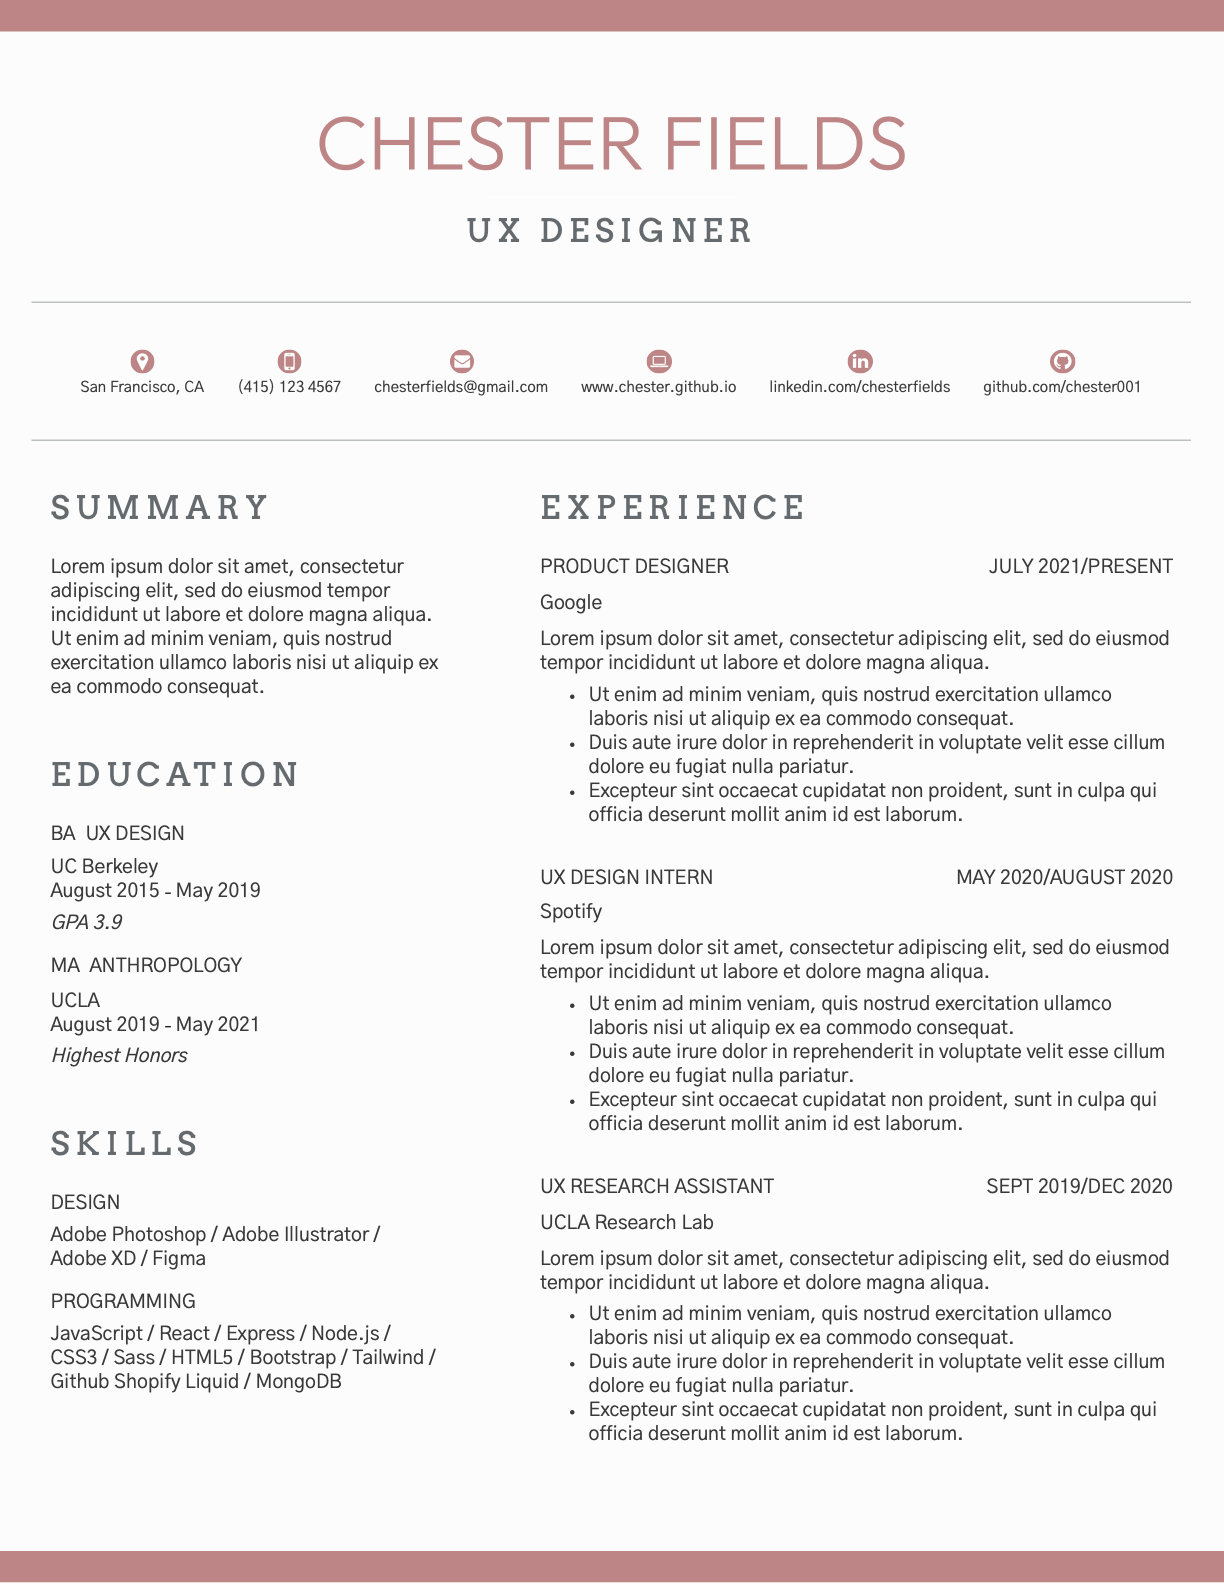 CHESTER FIELDS
UX DESIGNER
San Francisco, CA
(415) 123 4567
chesterfields@gmail.com
www.chester.github.io
linkedin.com/chesterfields
github.com/chester001
SUMMARY
Lorem ipsum dolor sit amet, consectetur
adipiscing elit, sed do eiusmod tempor
incididunt ut labore et dolore magna aliqua.
Ut enim ad minim veniam, quis nostrud
exercitation ullamco laboris nisi ut aliquip ex
ea commodo consequat.
EDUCATION
BA  UX DESIGN
UC Berkeley
August 2015 - May 2019
GPA 3.9
MA  ANTHROPOLOGY
UCLA
August 2019 - May 2021
Highest Honors
SKILLS
DESIGN
Adobe Photoshop / Adobe Illustrator /
Adobe XD / Figma
PROGRAMMING
JavaScript / React / Express / Node.js /
CSS3 / Sass / HTML5 / Bootstrap / Tailwind /
Github Shopify Liquid / MongoDB
EXPERIENCE
PRODUCT DESIGNER JULY 2021/PRESENT
Google
Lorem ipsum dolor sit amet, consectetur adipiscing elit, sed do eiusmod
tempor incididunt ut labore et dolore magna aliqua.
• Ut enim ad minim veniam, quis nostrud exercitation ullamco
laboris nisi ut aliquip ex ea commodo consequat.
• Duis aute irure dolor in reprehenderit in voluptate velit esse cillum
dolore eu fugiat nulla pariatur.
• Excepteur sint occaecat cupidatat non proident, sunt in culpa qui
officia deserunt mollit anim id est laborum.
UX DESIGN INTERN MAY 2020/AUGUST 2020
Spotify
Lorem ipsum dolor sit amet, consectetur adipiscing elit, sed do eiusmod
tempor incididunt ut labore et dolore magna aliqua.
• Ut enim ad minim veniam, quis nostrud exercitation ullamco
laboris nisi ut aliquip ex ea commodo consequat.
• Duis aute irure dolor in reprehenderit in voluptate velit esse cillum
dolore eu fugiat nulla pariatur.
• Excepteur sint occaecat cupidatat non proident, sunt in culpa qui
officia deserunt mollit anim id est laborum.
UX RESEARCH ASSISTANT SEPT 2019/DEC 2020
UCLA Research Lab
Lorem ipsum dolor sit amet, consectetur adipiscing elit, sed do eiusmod
tempor incididunt ut labore et dolore magna aliqua.
• Ut enim ad minim veniam, quis nostrud exercitation ullamco
laboris nisi ut aliquip ex ea commodo consequat.
• Duis aute irure dolor in reprehenderit in voluptate velit esse cillum
dolore eu fugiat nulla pariatur.
• Excepteur sint occaecat cupidatat non proident, sunt in culpa qui
officia deserunt mollit anim id est laborum.